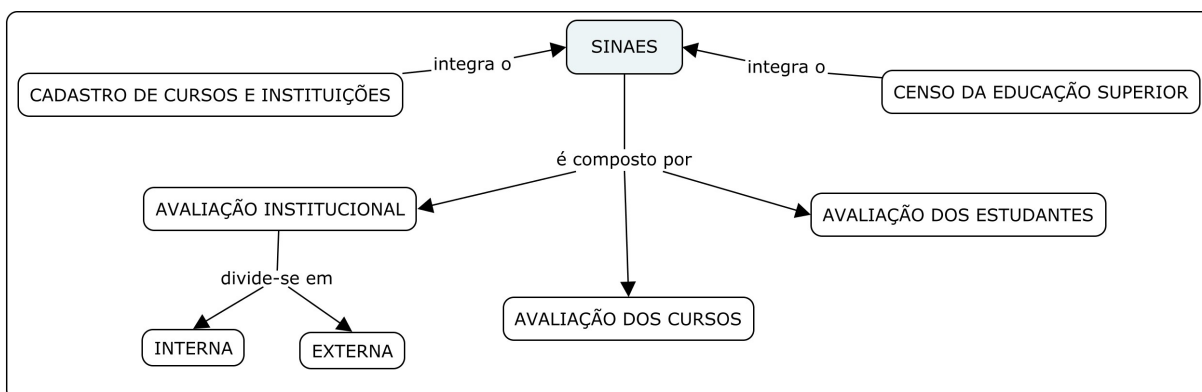 SINAES
integra o
integra o
CADASTRO DE CURSOS E INSTITUIÇÕES
CENSO DA EDUCAÇÃO SUPERIOR
é composto por
AVALIAÇÃO INSTITUCIONAL
AVALIAÇÃO DOS ESTUDANTES
divide-se em
AVALIAÇÃO DOS CURSOS
INTERNA
EXTERNA